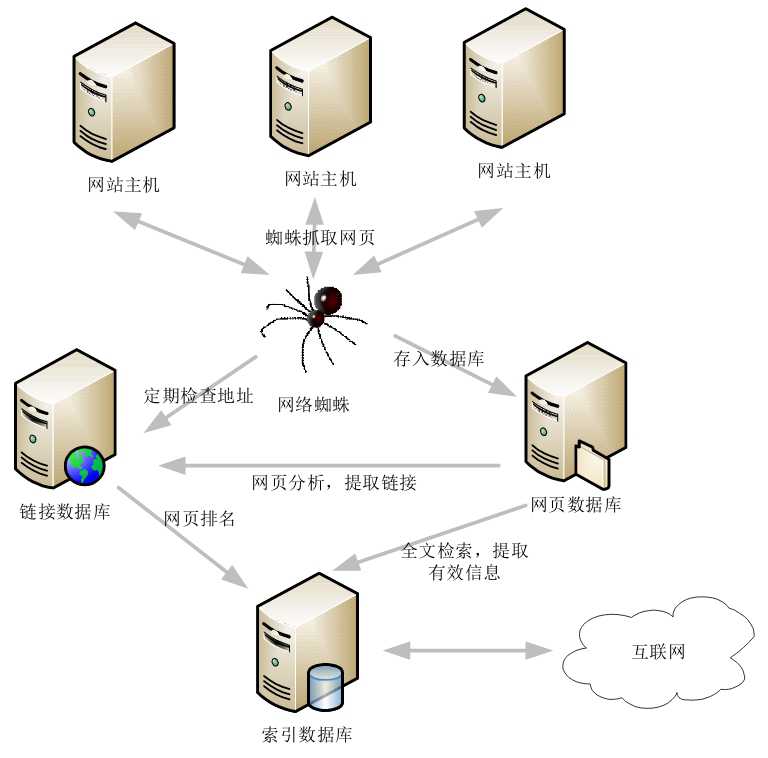 网站主机
网站主机
网站主机
蜘蛛抓取网页
存入数据库
定期检查地址
网络蜘蛛
网页分析，提取链接
链接数据库
网页排名
网页数据库
全文检索，提取
有效信息
互联网
索引数据库